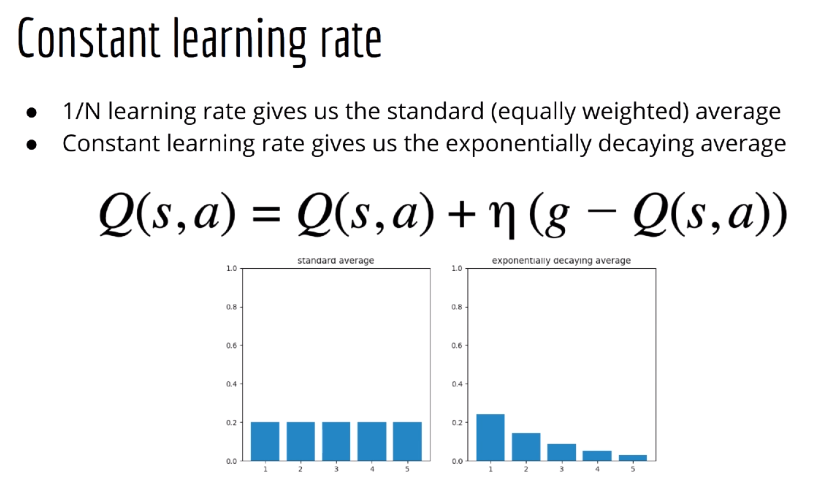 Constant learning rate
● 1/N learning rate gives us the standard (equally weighted) average
● Constant learning rate gives us the exponentially decaying average
Q(s, a) = Q(s, a) + η (g − Q(s, a))
standard average
1.0
0.8
0.6
0.4
0.2
0.0
1 2 3 4 5
exponentially decaying average
1.0
0.8
0.6
0.4
0.2
0.0
1 2 3 4 5